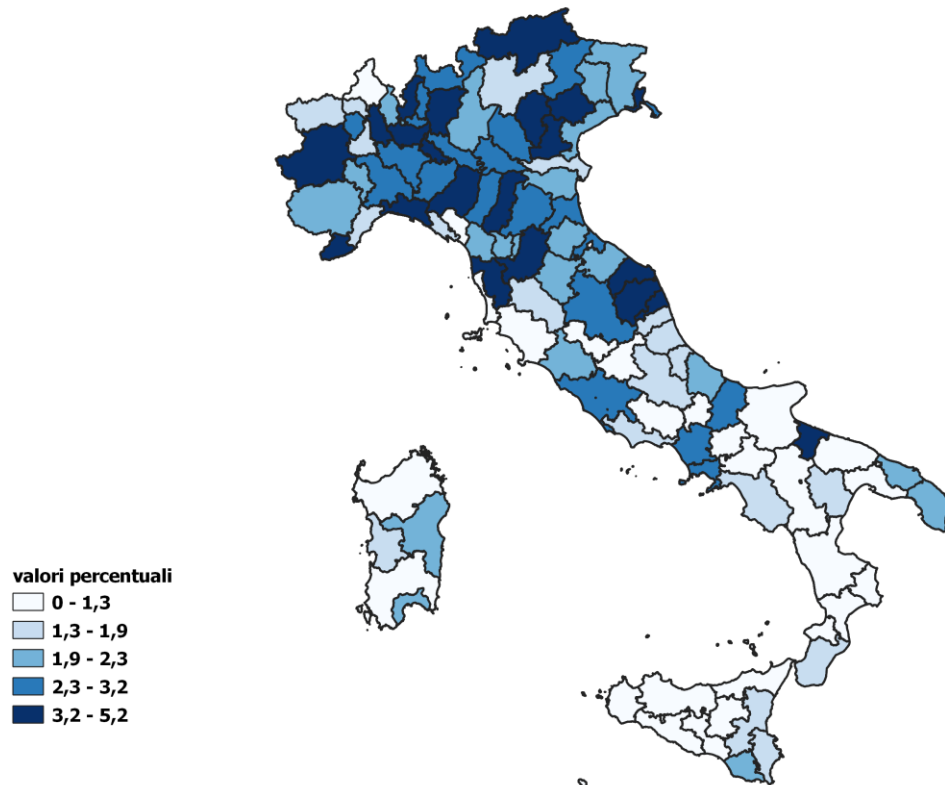 valori percentuali
0 - 1,3
1,3 - 1,9
1,9 - 2,3
2,3 - 3,2
3,2 - 5,2